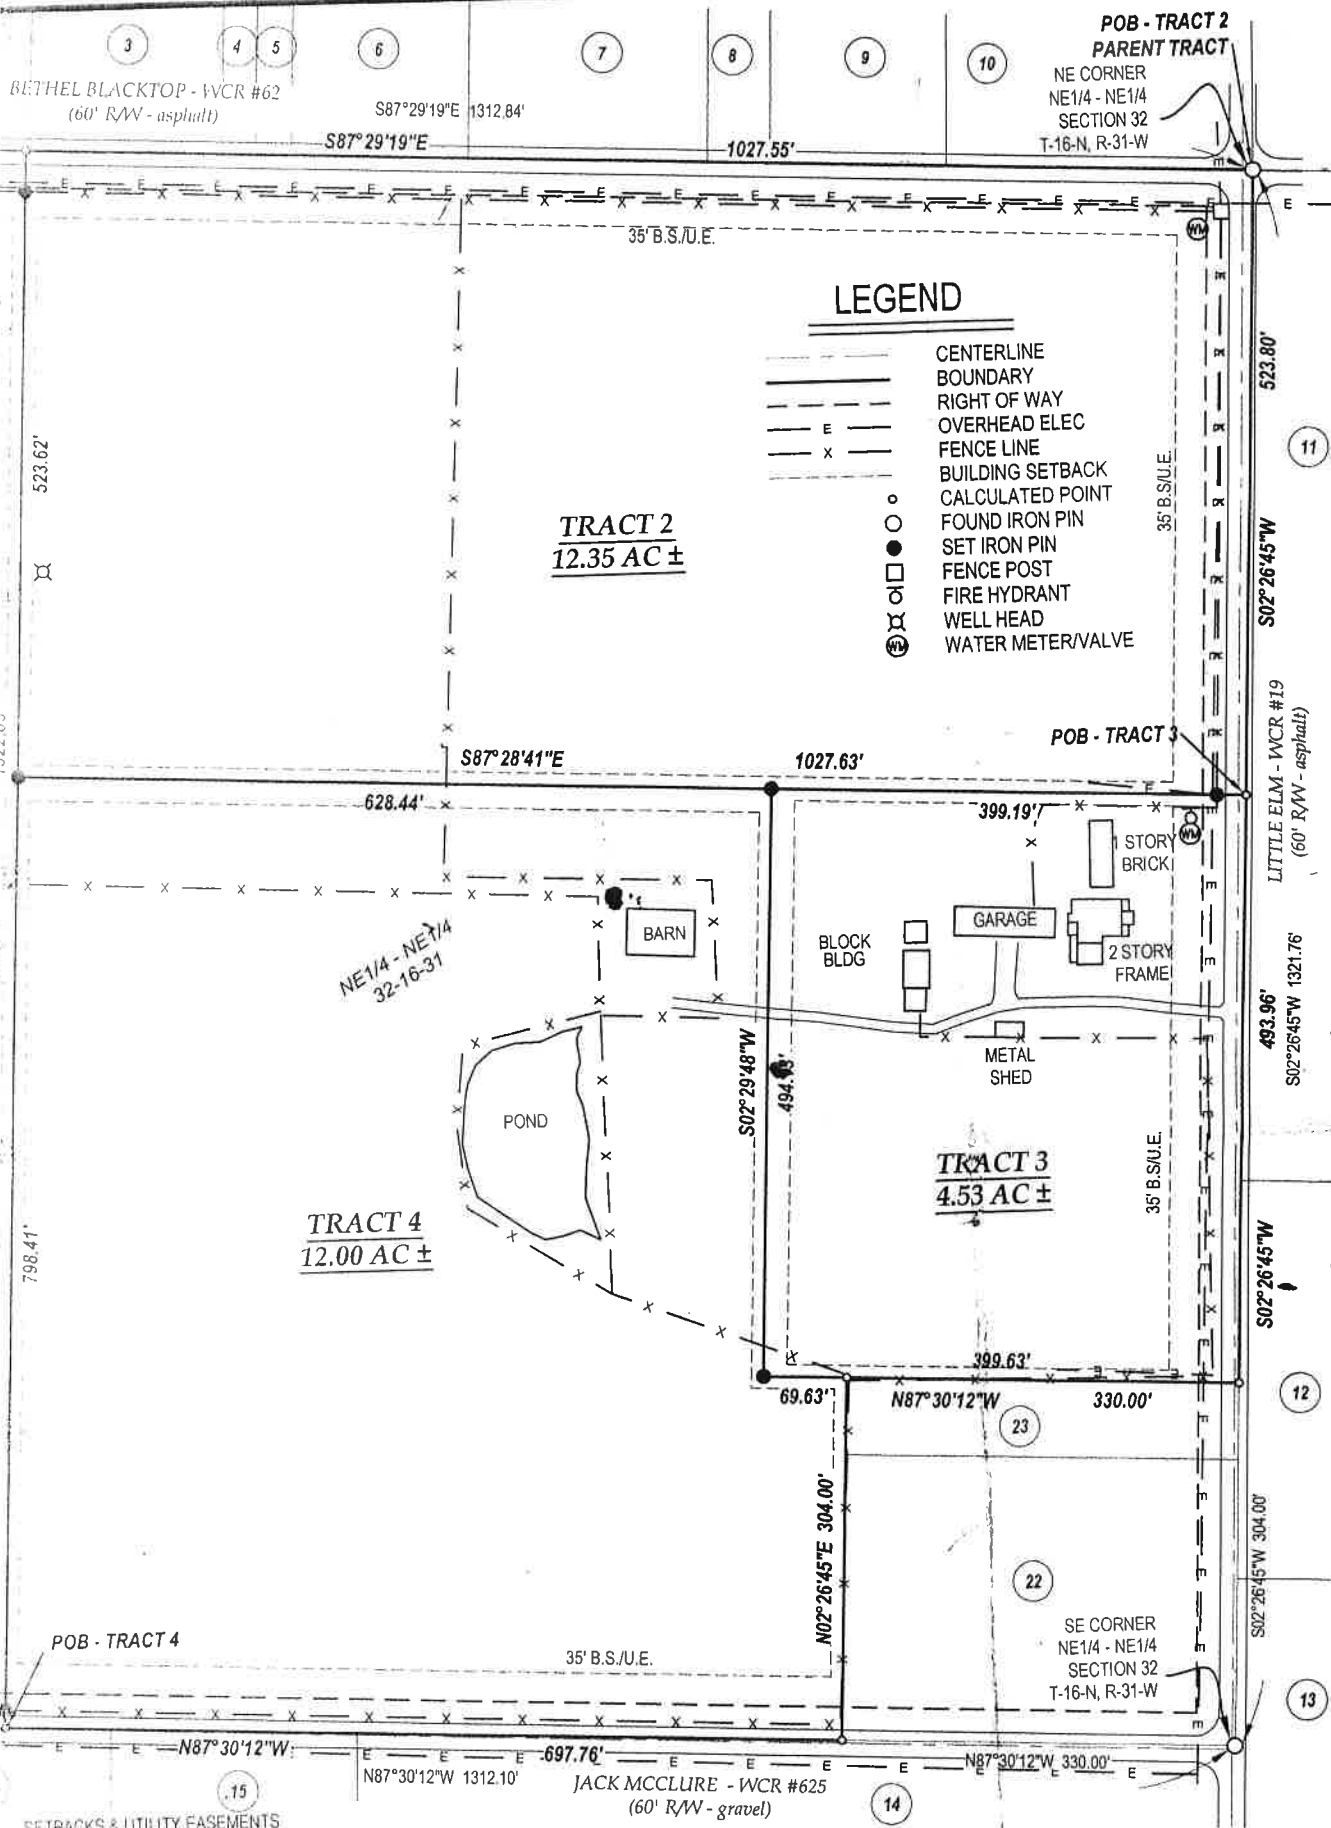 3
4
5
6
7
8
9
10
POB - TRACT 2
PARENT TRACT
NE CORNER
NE1/4 - NE1/4
SECTION 32
T-16-N, R-31-W
BETHEL BLACKTOP - WCR #62
(60' R/W - asphalt)
S87°29'19"E 1312.84'
S87°29'19"E
1027.55'
35' B.S./U.E.
WM
LEGEND
CENTERLINE
BOUNDARY
RIGHT OF WAY
E OVERHEAD ELEC
X FENCE LINE
BUILDING SETBACK
CALCULATED POINT
FOUND IRON PIN
SET IRON PIN
FENCE POST
FIRE HYDRANT
WELL HEAD
WM WATER METER/VALVE
523.80'
11
523.62'
35' B.S/U.E.
S02°26'45"W
TRACT 2
12.35 AC ±
LITTLE ELM - WCR #19
(60' R/W - asphalt)
POB - TRACT 3
S87°28'41"E
1027.63'
628.44'
399.19'
WM
1 STORY
BRICK
GARAGE
BARN
BLOCK
BLDG
2 STORY
FRAME
NE1/4 - NE1/4
32-16-31
493.96'
S02°26'45"W 1321.76'
METAL
SHED
S02°29'48"W
POND
35' B.S/U.E.
TRACT 3
4.53 AC ±
TRACT 4
12.00 AC ±
798.41'
S02°26'45"W
399.63'
69.63'
N87°30'12"W
330.00'
12
23
N02°26'45"E 304.00'
S02°26'45"W 304.00'
22
SE CORNER
NE1/4 - NE1/4
SECTION 32
T-16-N, R-31-W
POB - TRACT 4
35' B.S./U.E.
13
N87°30'12"W
697.76'
N87°30'12"W 330.00'
N87°30'12"W 1312.10'
JACK MCCLURE - WCR #625
(60' R/W - gravel)
15
14
SETBACKS & UTILITY EASEMENTS